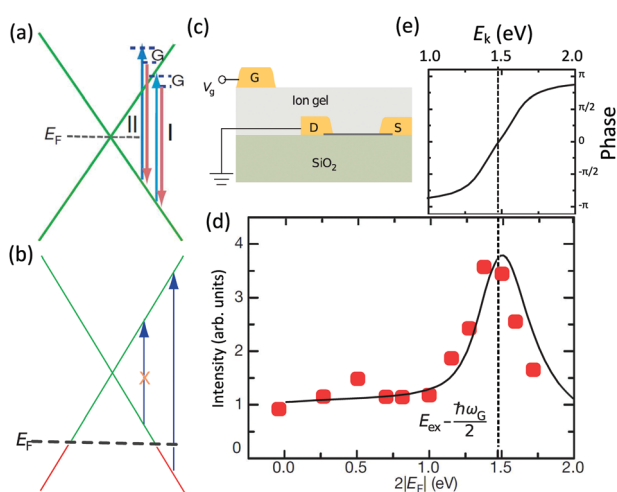 (a)
G
G
II
I
E_F
(b)
X
E_F
(c)
V_g
G
Ion gel
D
S
SiO₂
(e)
E_k (eV)
1.0
1.5
2.0
π
π/2
0
-π/2
-π
Phase
(d)
Intensity (arb. units)
4
3
2
1
0
E_ex - ħω_G/2
0.0
0.5
1.0
1.5
2.0
2|E_F| (eV)